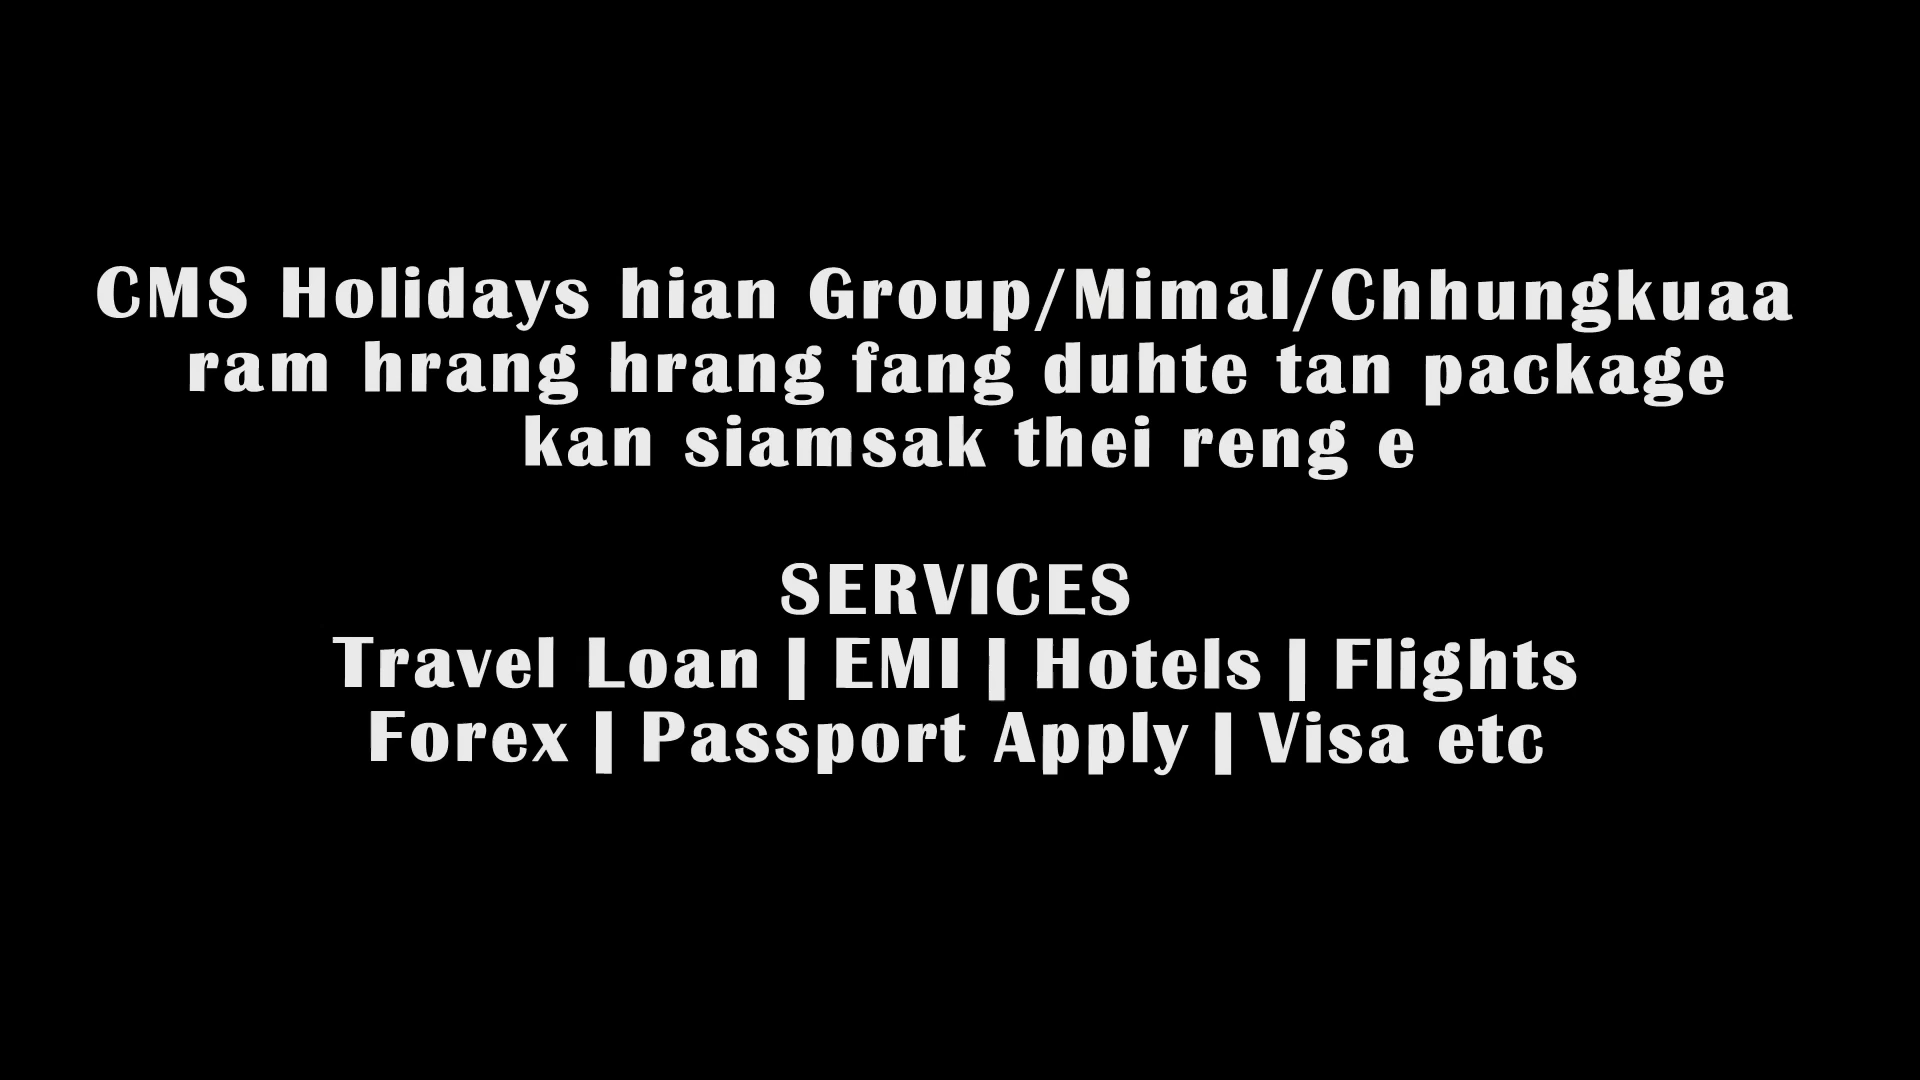 CMS Holidays hian Group/Mimal/Chhungkuaa
ram hrang hrang fang duhte tan package
kan siamsak thei reng e
SERVICES
Travel Loan | EMI | Hotels | Flights
Forex | Passport Apply | Visa etc